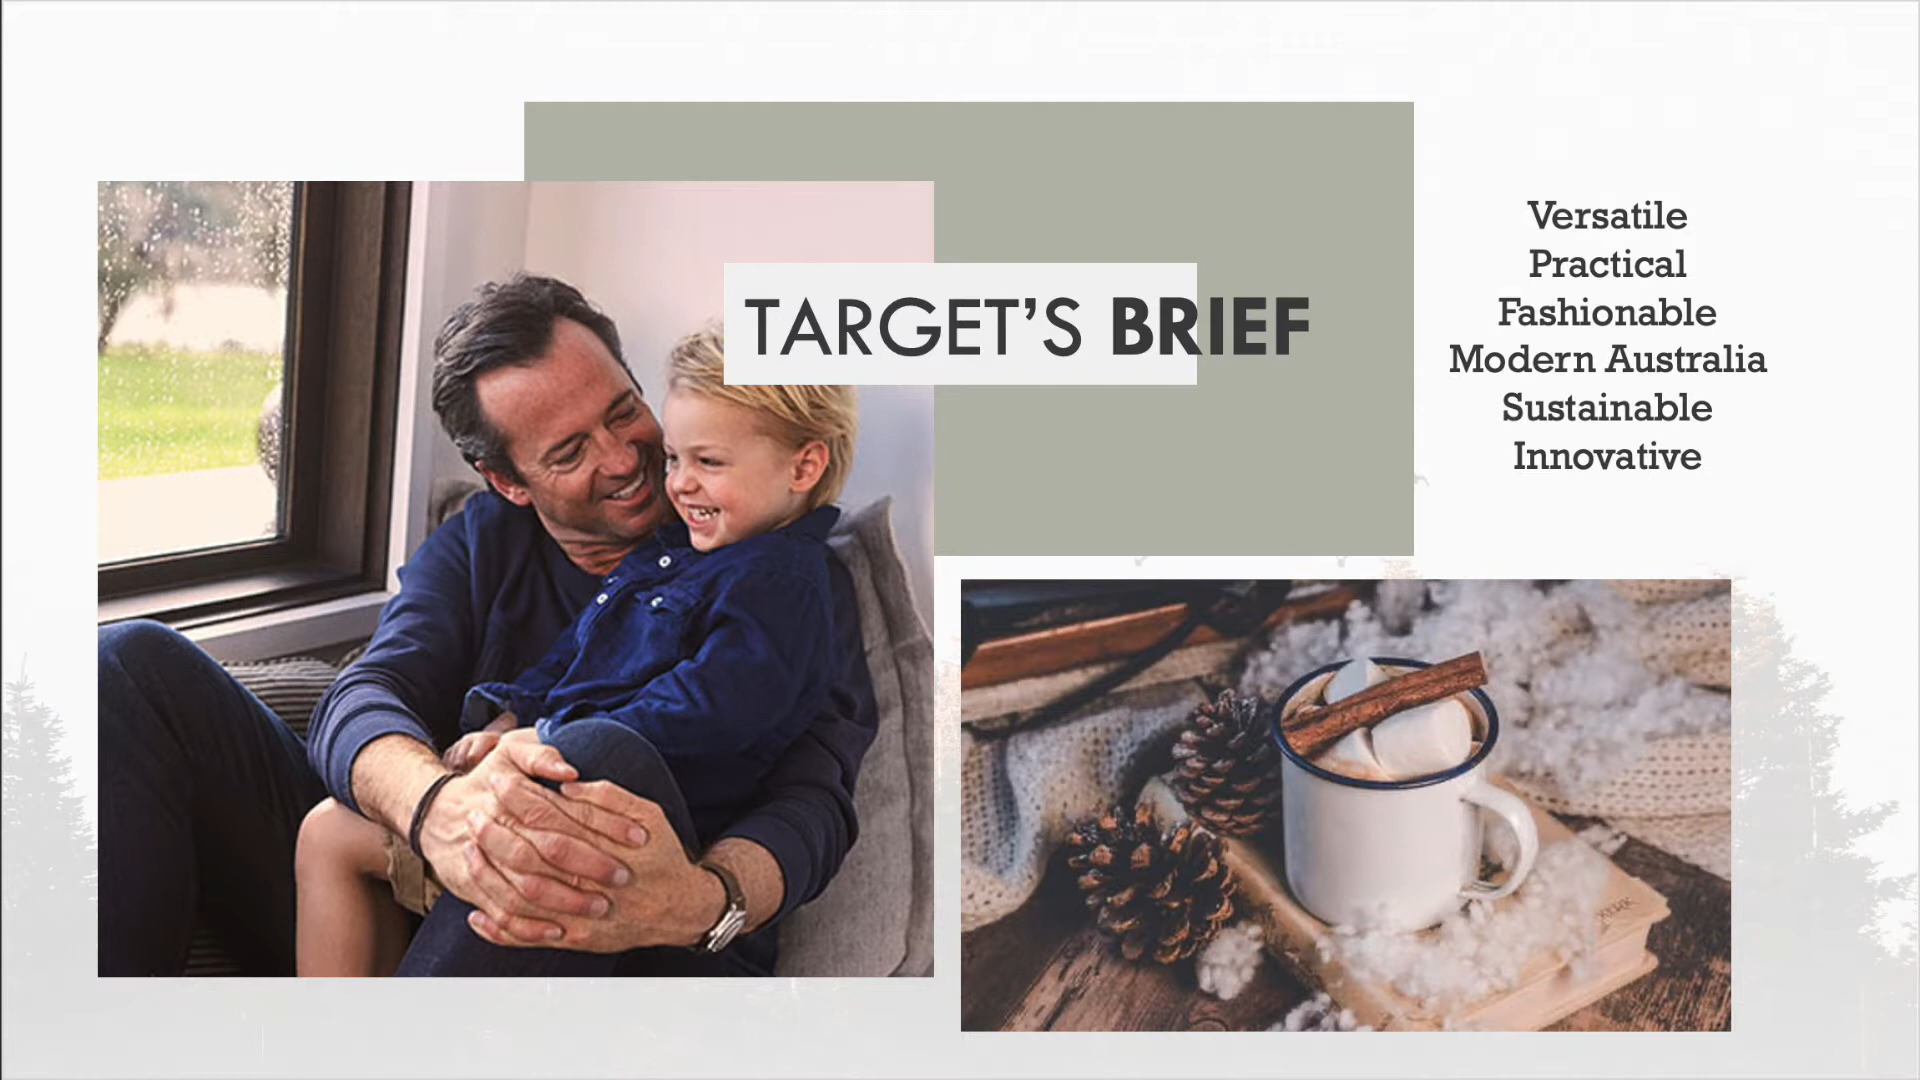 TARGET'S BRIEF
Versatile
Practical
Fashionable
Modern Australia
Sustainable
Innovative